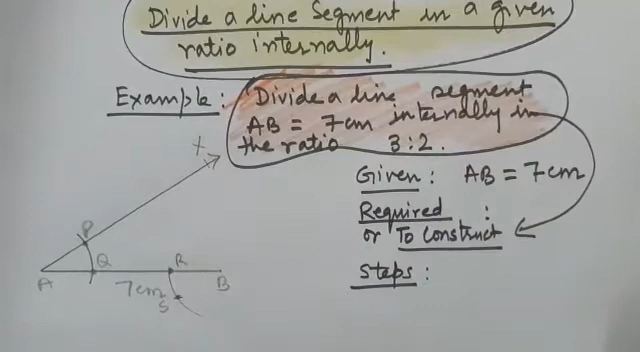 Divide a line segment in a given
ratio internally.
Example: Divide a line segment
AB = 7cm internally in
the ratio 3:2.
Given: AB = 7cm
Required :
or To Construct
Steps :
X
P
A Q R B
7cm
S